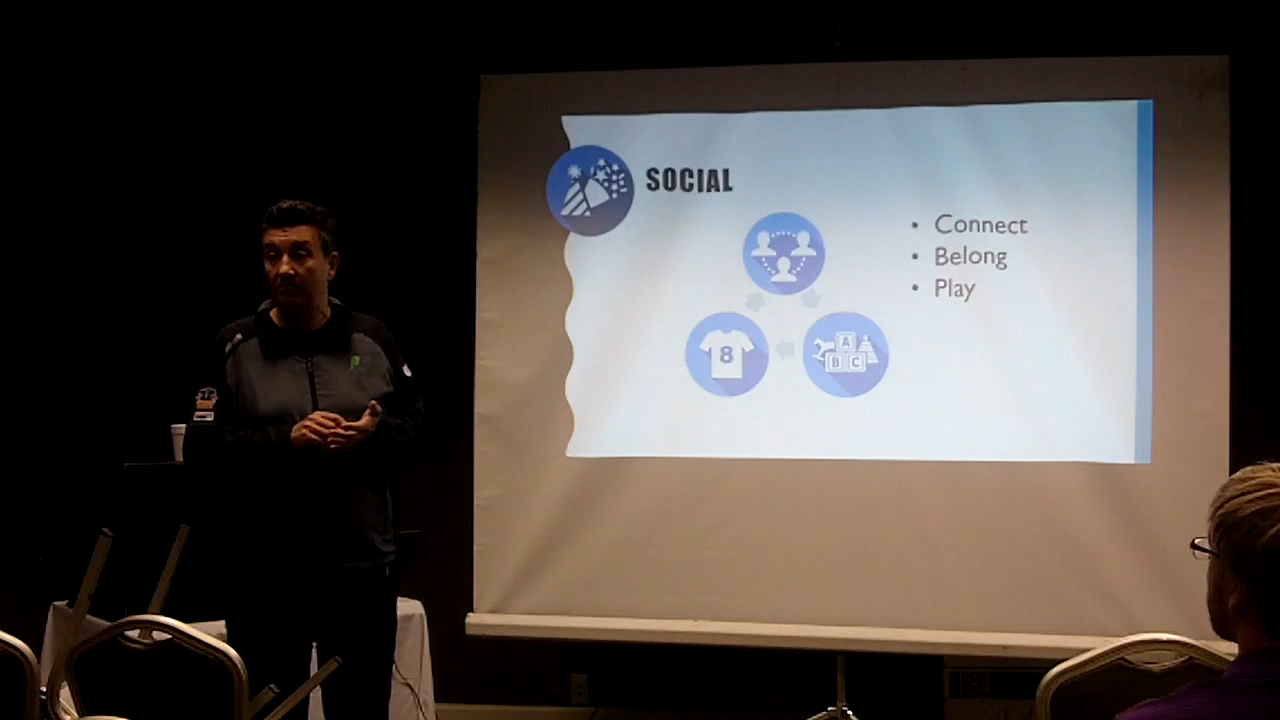 SOCIAL
• Connect
• Belong
• Play
8
A
B C